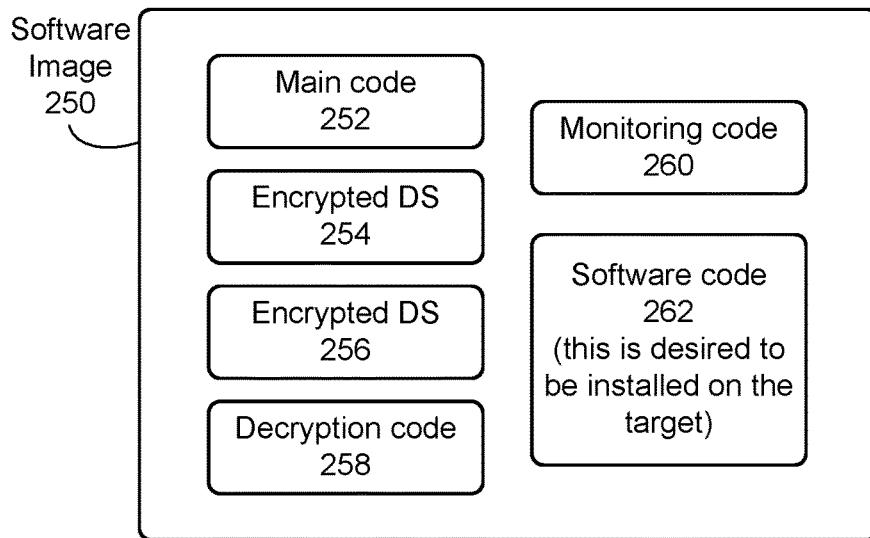 Software
Image
250
Main code
252
Encrypted DS
254
Encrypted DS
256
Decryption code
258
Monitoring code
260
Software code
262
(this is desired to
be installed on the
target)